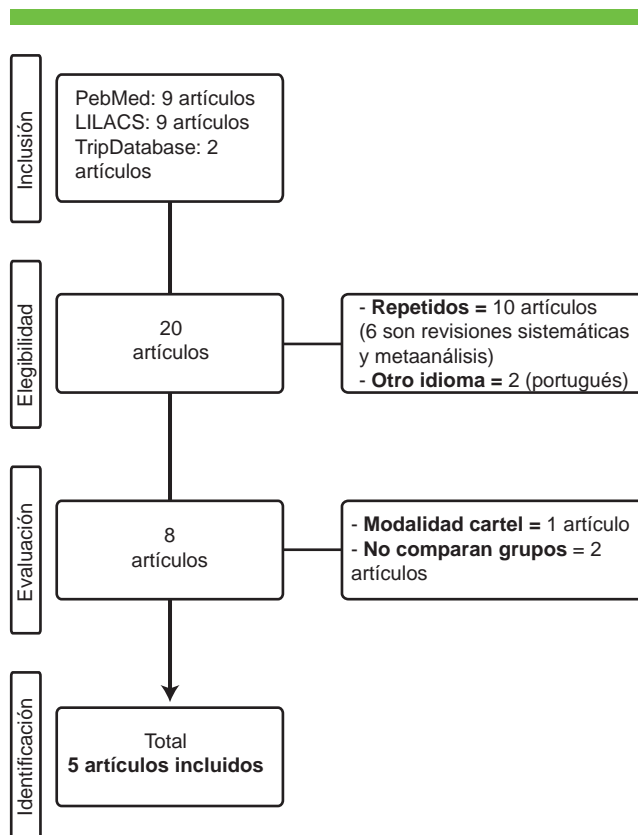 Inclusión
PebMed: 9 artículos
LILACS: 9 artículos
TripDatabase: 2
artículos
Elegibilidad
20
artículos
- Repetidos = 10 artículos
(6 son revisiones sistemáticas
y metaanálisis)
- Otro idioma = 2 (portugués)
Evaluación
8
artículos
- Modalidad cartel = 1 artículo
- No comparan grupos = 2
artículos
Identificación
Total
5 artículos incluidos